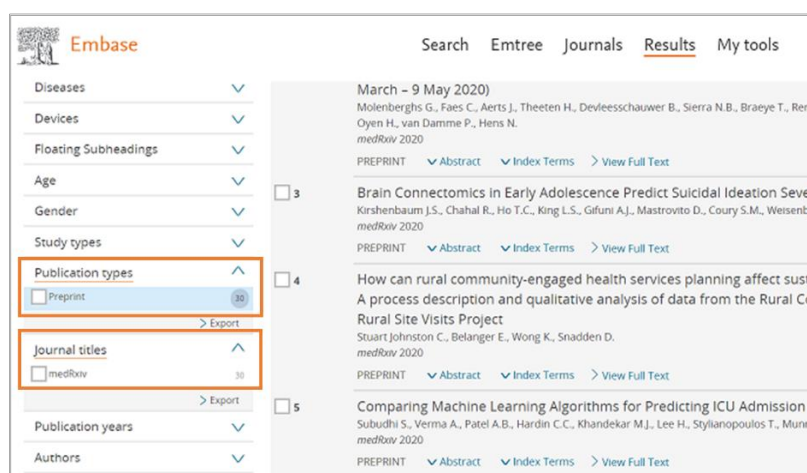 Embase
Search Emtree Journals Results My tools
Diseases
Devices
Floating Subheadings
Age
Gender
Study types
Publication types
Preprint 30
> Export
Journal titles
medRxiv 30
> Export
Publication years
Authors
March – 9 May 2020)
Molenberghs G., Faes C., Aerts J., Theeten H., Devleesschauwer B., Sierra N.B., Braeye T., Ren
Oyen H., van Damme P., Hens N.
medRxiv 2020
PREPRINT Abstract Index Terms > View Full Text
3 Brain Connectomics in Early Adolescence Predict Suicidal Ideation Seve
Kirshenbaum J.S., Chahal R., Ho T.C., King L.S., Gifuni A.J., Mastrovito D., Coury S.M., Weisenb
medRxiv 2020
PREPRINT Abstract Index Terms > View Full Text
4 How can rural community-engaged health services planning affect sust
A process description and qualitative analysis of data from the Rural Co
Rural Site Visits Project
Stuart Johnston C., Belanger E., Wong K., Snadden D.
medRxiv 2020
PREPRINT Abstract Index Terms > View Full Text
5 Comparing Machine Learning Algorithms for Predicting ICU Admission
Subudhi S., Verma A., Patel A.B., Hardin C.C., Khandekar M.J., Lee H., Stylianopoulos T., Munn
medRxiv 2020
PREPRINT Abstract Index Terms > View Full Text